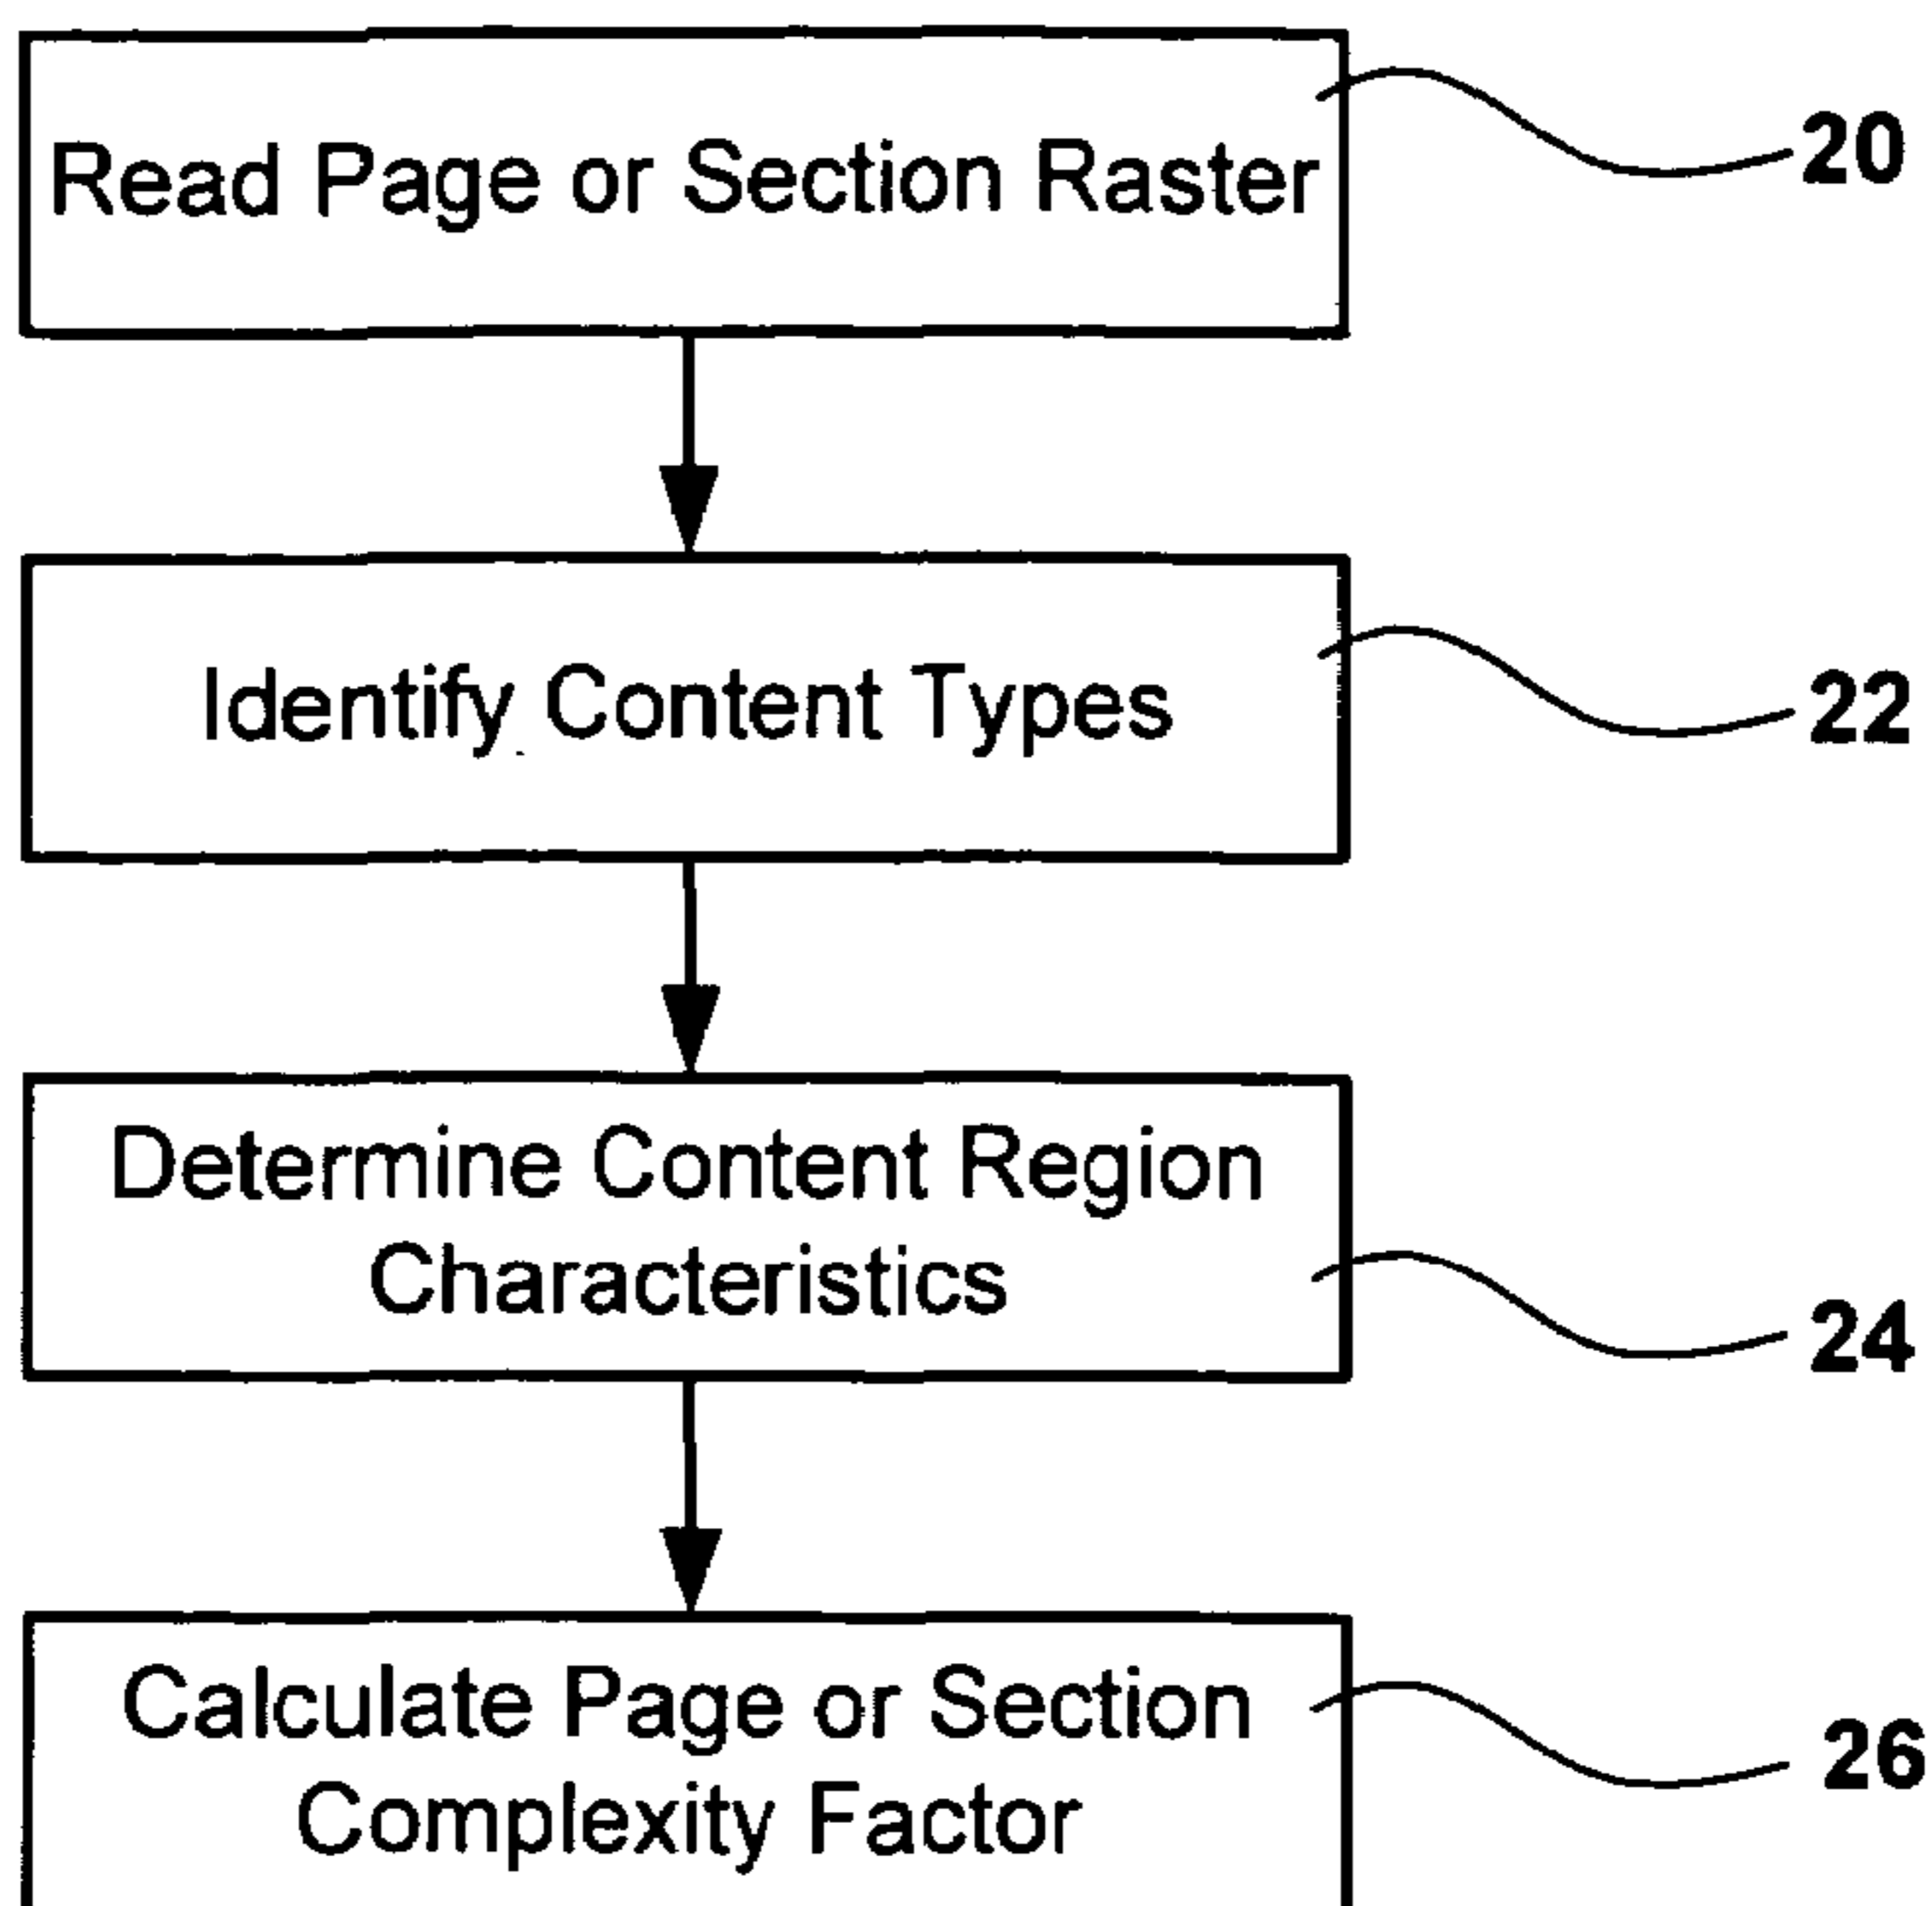 Read Page or Section Raster
20
Identify Content Types
22
Determine Content Region
Characteristics
24
Calculate Page or Section
Complexity Factor
26